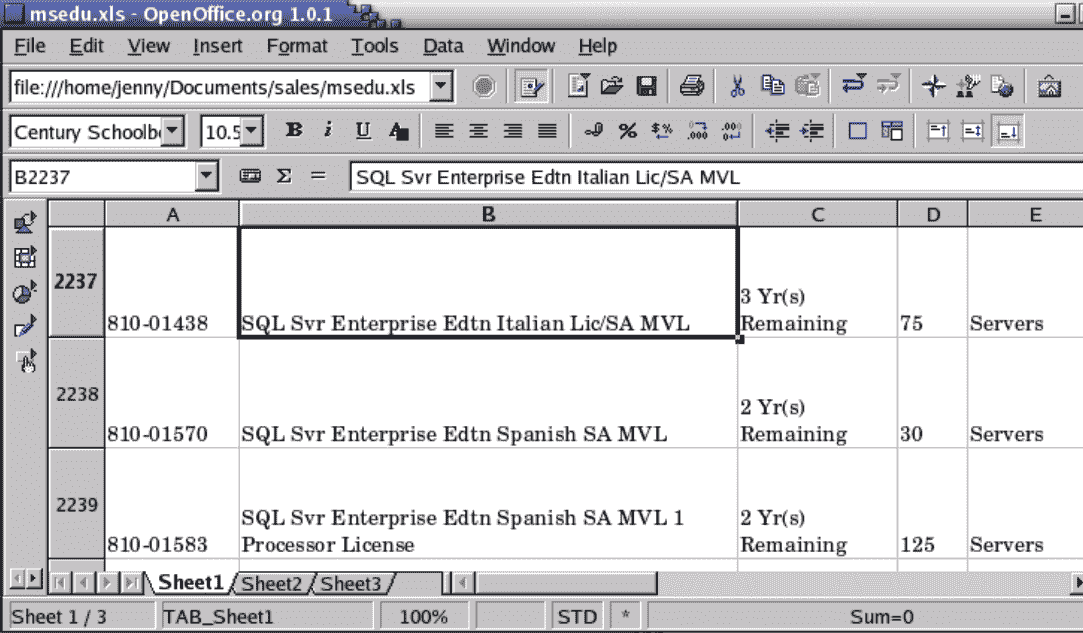 msedu.xls - OpenOffice.org 1.0.1
File Edit View Insert Format Tools Data Window Help
file:///home/jenny/Documents/sales/msedu.xls
Century Schoolb 10.5 B i U A % $% .000 .000
B2237 Σ = SQL Svr Enterprise Edtn Italian Lic/SA MVL
A B C D E
2237 810-01438 SQL Svr Enterprise Edtn Italian Lic/SA MVL 3 Yr(s)
Remaining 75 Servers
2238 810-01570 SQL Svr Enterprise Edtn Spanish SA MVL 2 Yr(s)
Remaining 30 Servers
2239 810-01583 SQL Svr Enterprise Edtn Spanish SA MVL 1
Processor License 2 Yr(s)
Remaining 125 Servers
Sheet1 Sheet2 Sheet3
Sheet 1 / 3 TAB_Sheet1 100% STD * Sum=0